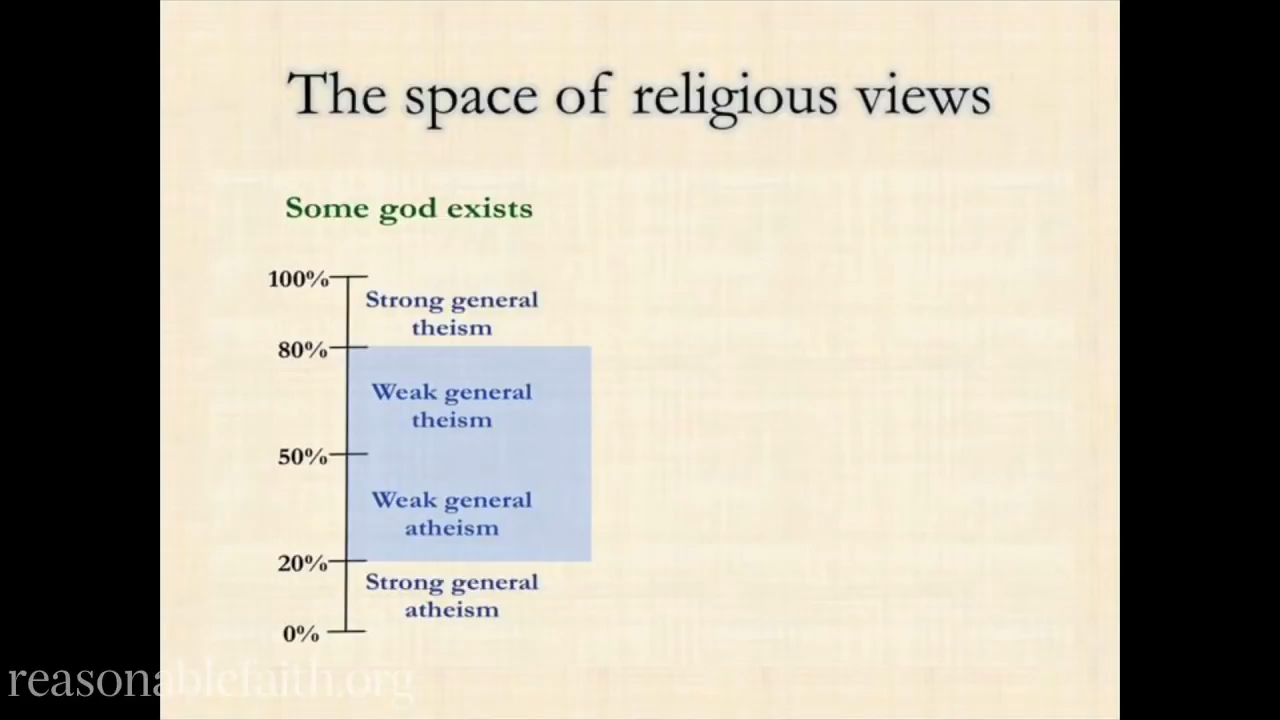 The space of religious views
Some god exists
100%
Strong general
theism
80%
Weak general
theism
50%
Weak general
atheism
20%
Strong general
atheism
0%
reasonablefaith.org